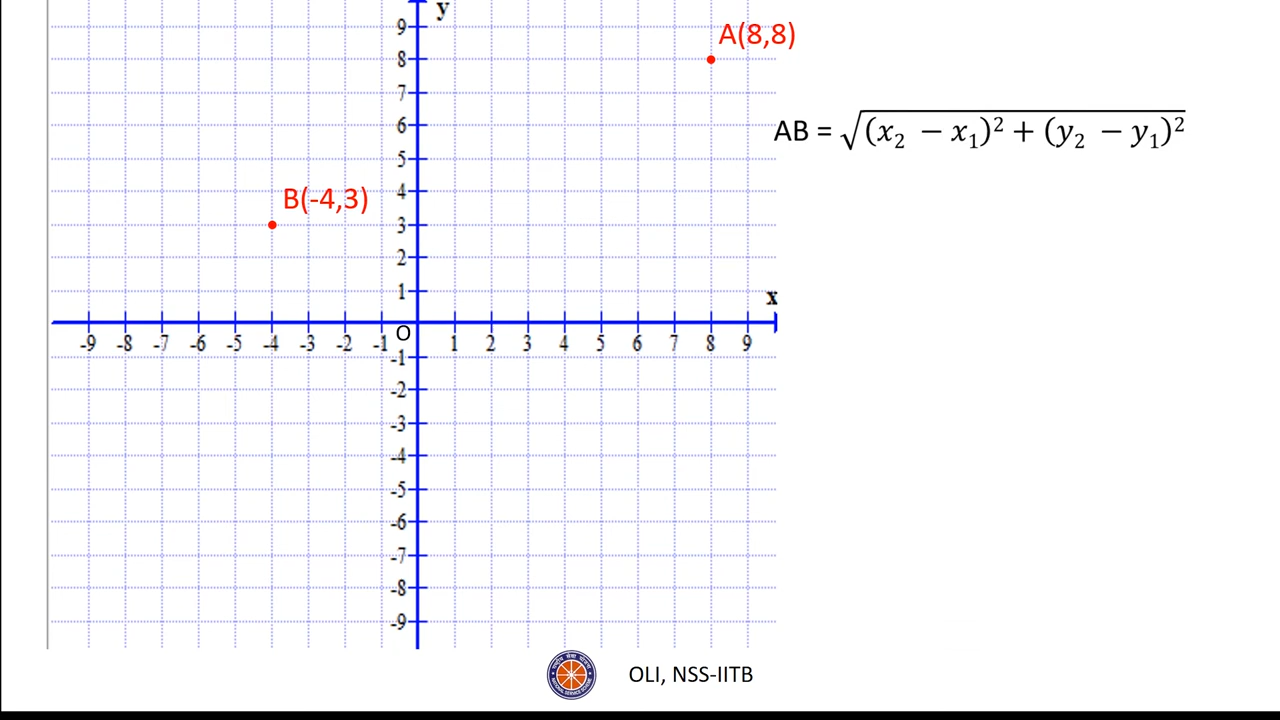 y
A(8,8)
AB = √(x₂ − x₁)² + (y₂ − y₁)²
B(-4,3)
9
8
7
6
5
4
3
2
1
x
O
-9 -8 -7 -6 -5 -4 -3 -2 -1 1 2 3 4 5 6 7 8 9
-1
-2
-3
-4
-5
-6
-7
-8
-9
OLI, NSS-IITB